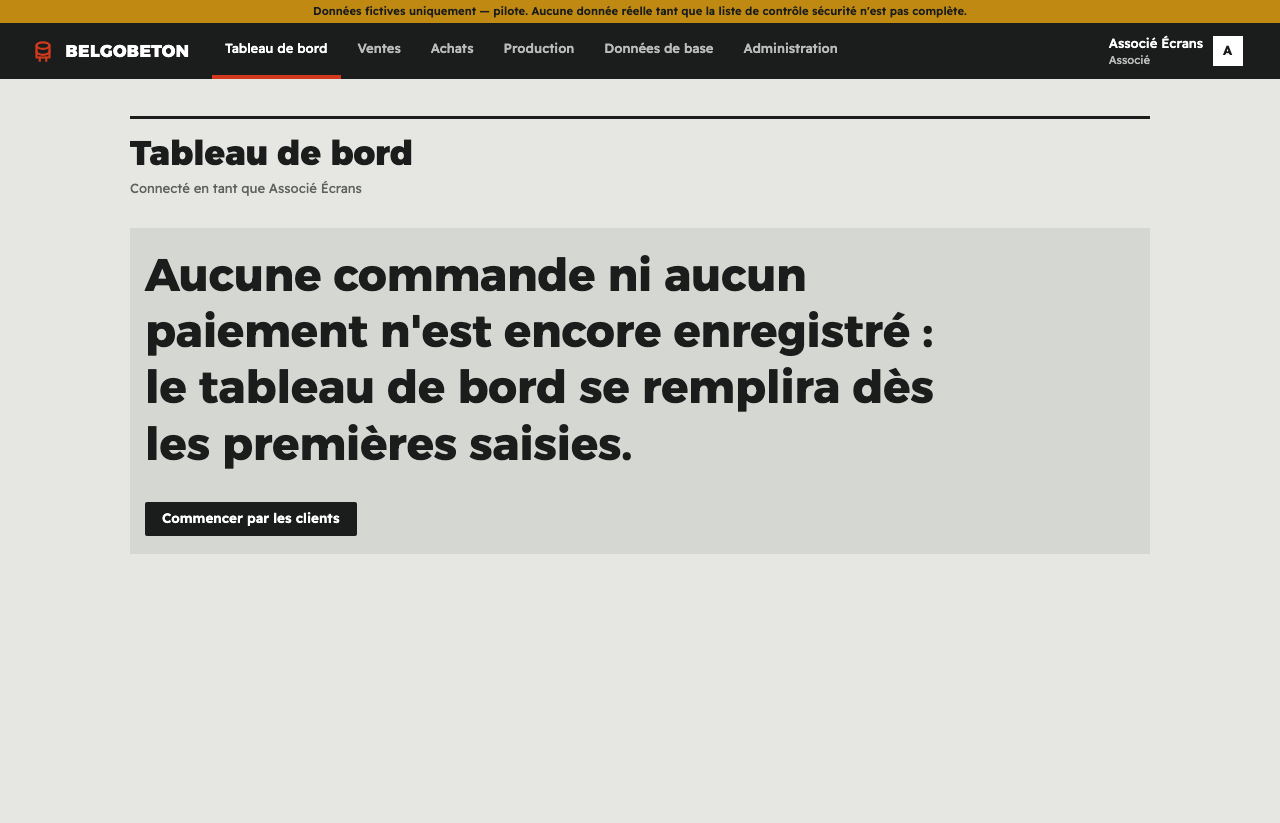 Données fictives uniquement — pilote. Aucune donnée réelle tant que la liste de contrôle sécurité n'est pas complète.
BELGOBETON
Tableau de bord
Ventes
Achats
Production
Données de base
Administration
Associé Écrans
Associé
A
Tableau de bord
Connecté en tant que Associé Écrans
Aucune commande ni aucun
paiement n'est encore enregistré :
le tableau de bord se remplira dès
les premières saisies.
Commencer par les clients